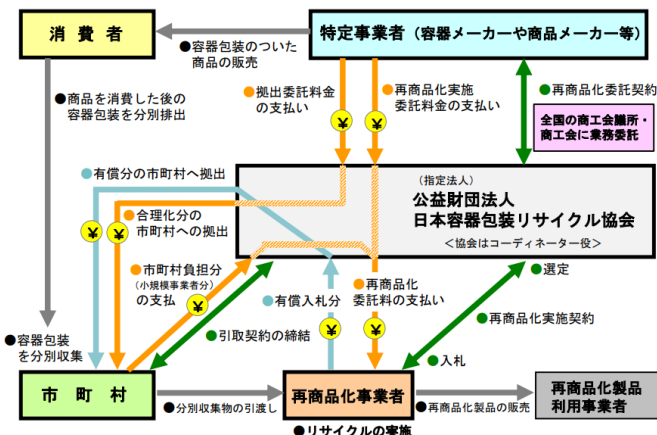 消費者
特定事業者（容器メーカーや商品メーカー等）
●容器包装のついた
商品の販売
●商品を消費した後の
容器包装を分別排出
●拠出委託料金
の支払い
●再商品化実施
委託料金の支払い
●再商品化委託契約
全国の商工会議所・
商工会に業務委託
¥
¥
●有償分の市町村へ拠出
（指定法人）
公益財団法人
日本容器包装リサイクル協会
＜協会はコーディネーター役＞
●合理化分の
市町村への拠出
¥
¥
●市町村負担分
（小規模事業者分）
の支払
¥
●有償入札分
¥
●再商品化
委託料の支払い
¥
●選定
●再商品化実施契約
●入札
●引取契約の締結
●容器包装
を分別収集
市町村
●分別収集物の引渡し
再商品化事業者
●再商品化製品の販売
再商品化製品
利用事業者
●リサイクルの実施